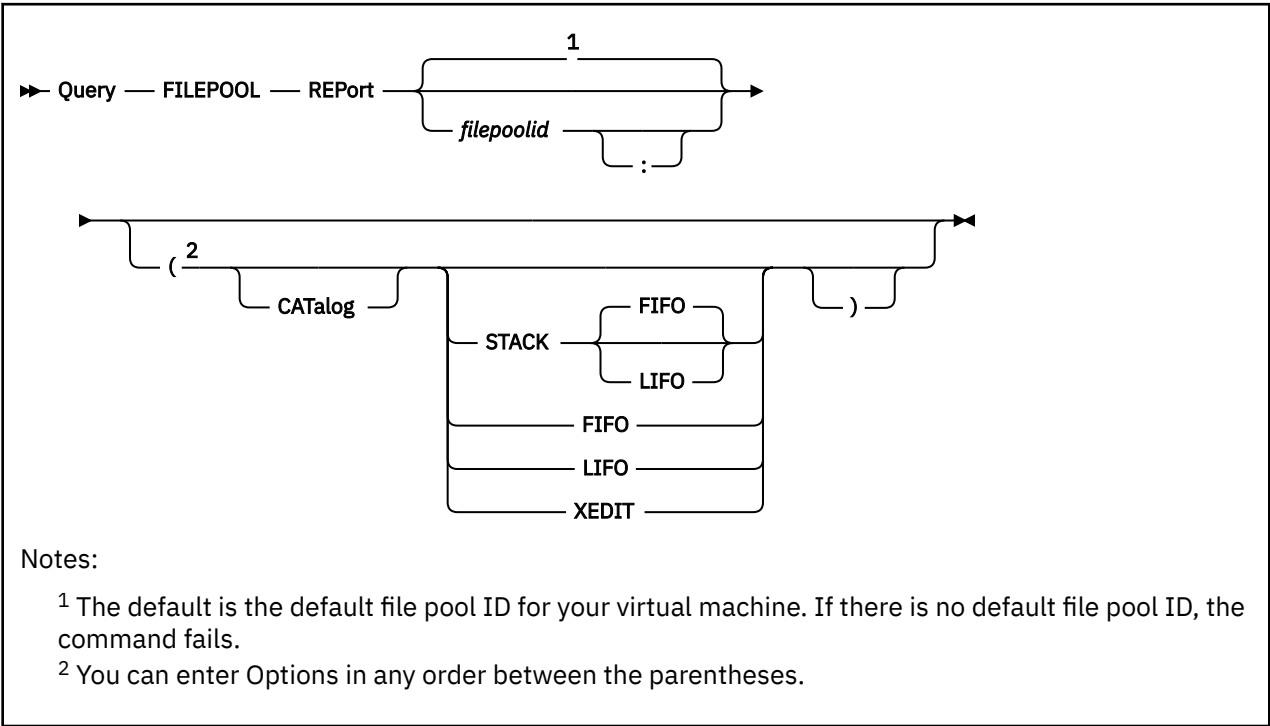 1
Query FILEPOOL REPort
filepoolid
:
( 2
CATalog
FIFO
STACK
LIFO
)
FIFO
LIFO
XEDIT
Notes:
1 The default is the default file pool ID for your virtual machine. If there is no default file pool ID, the
command fails.
2 You can enter Options in any order between the parentheses.